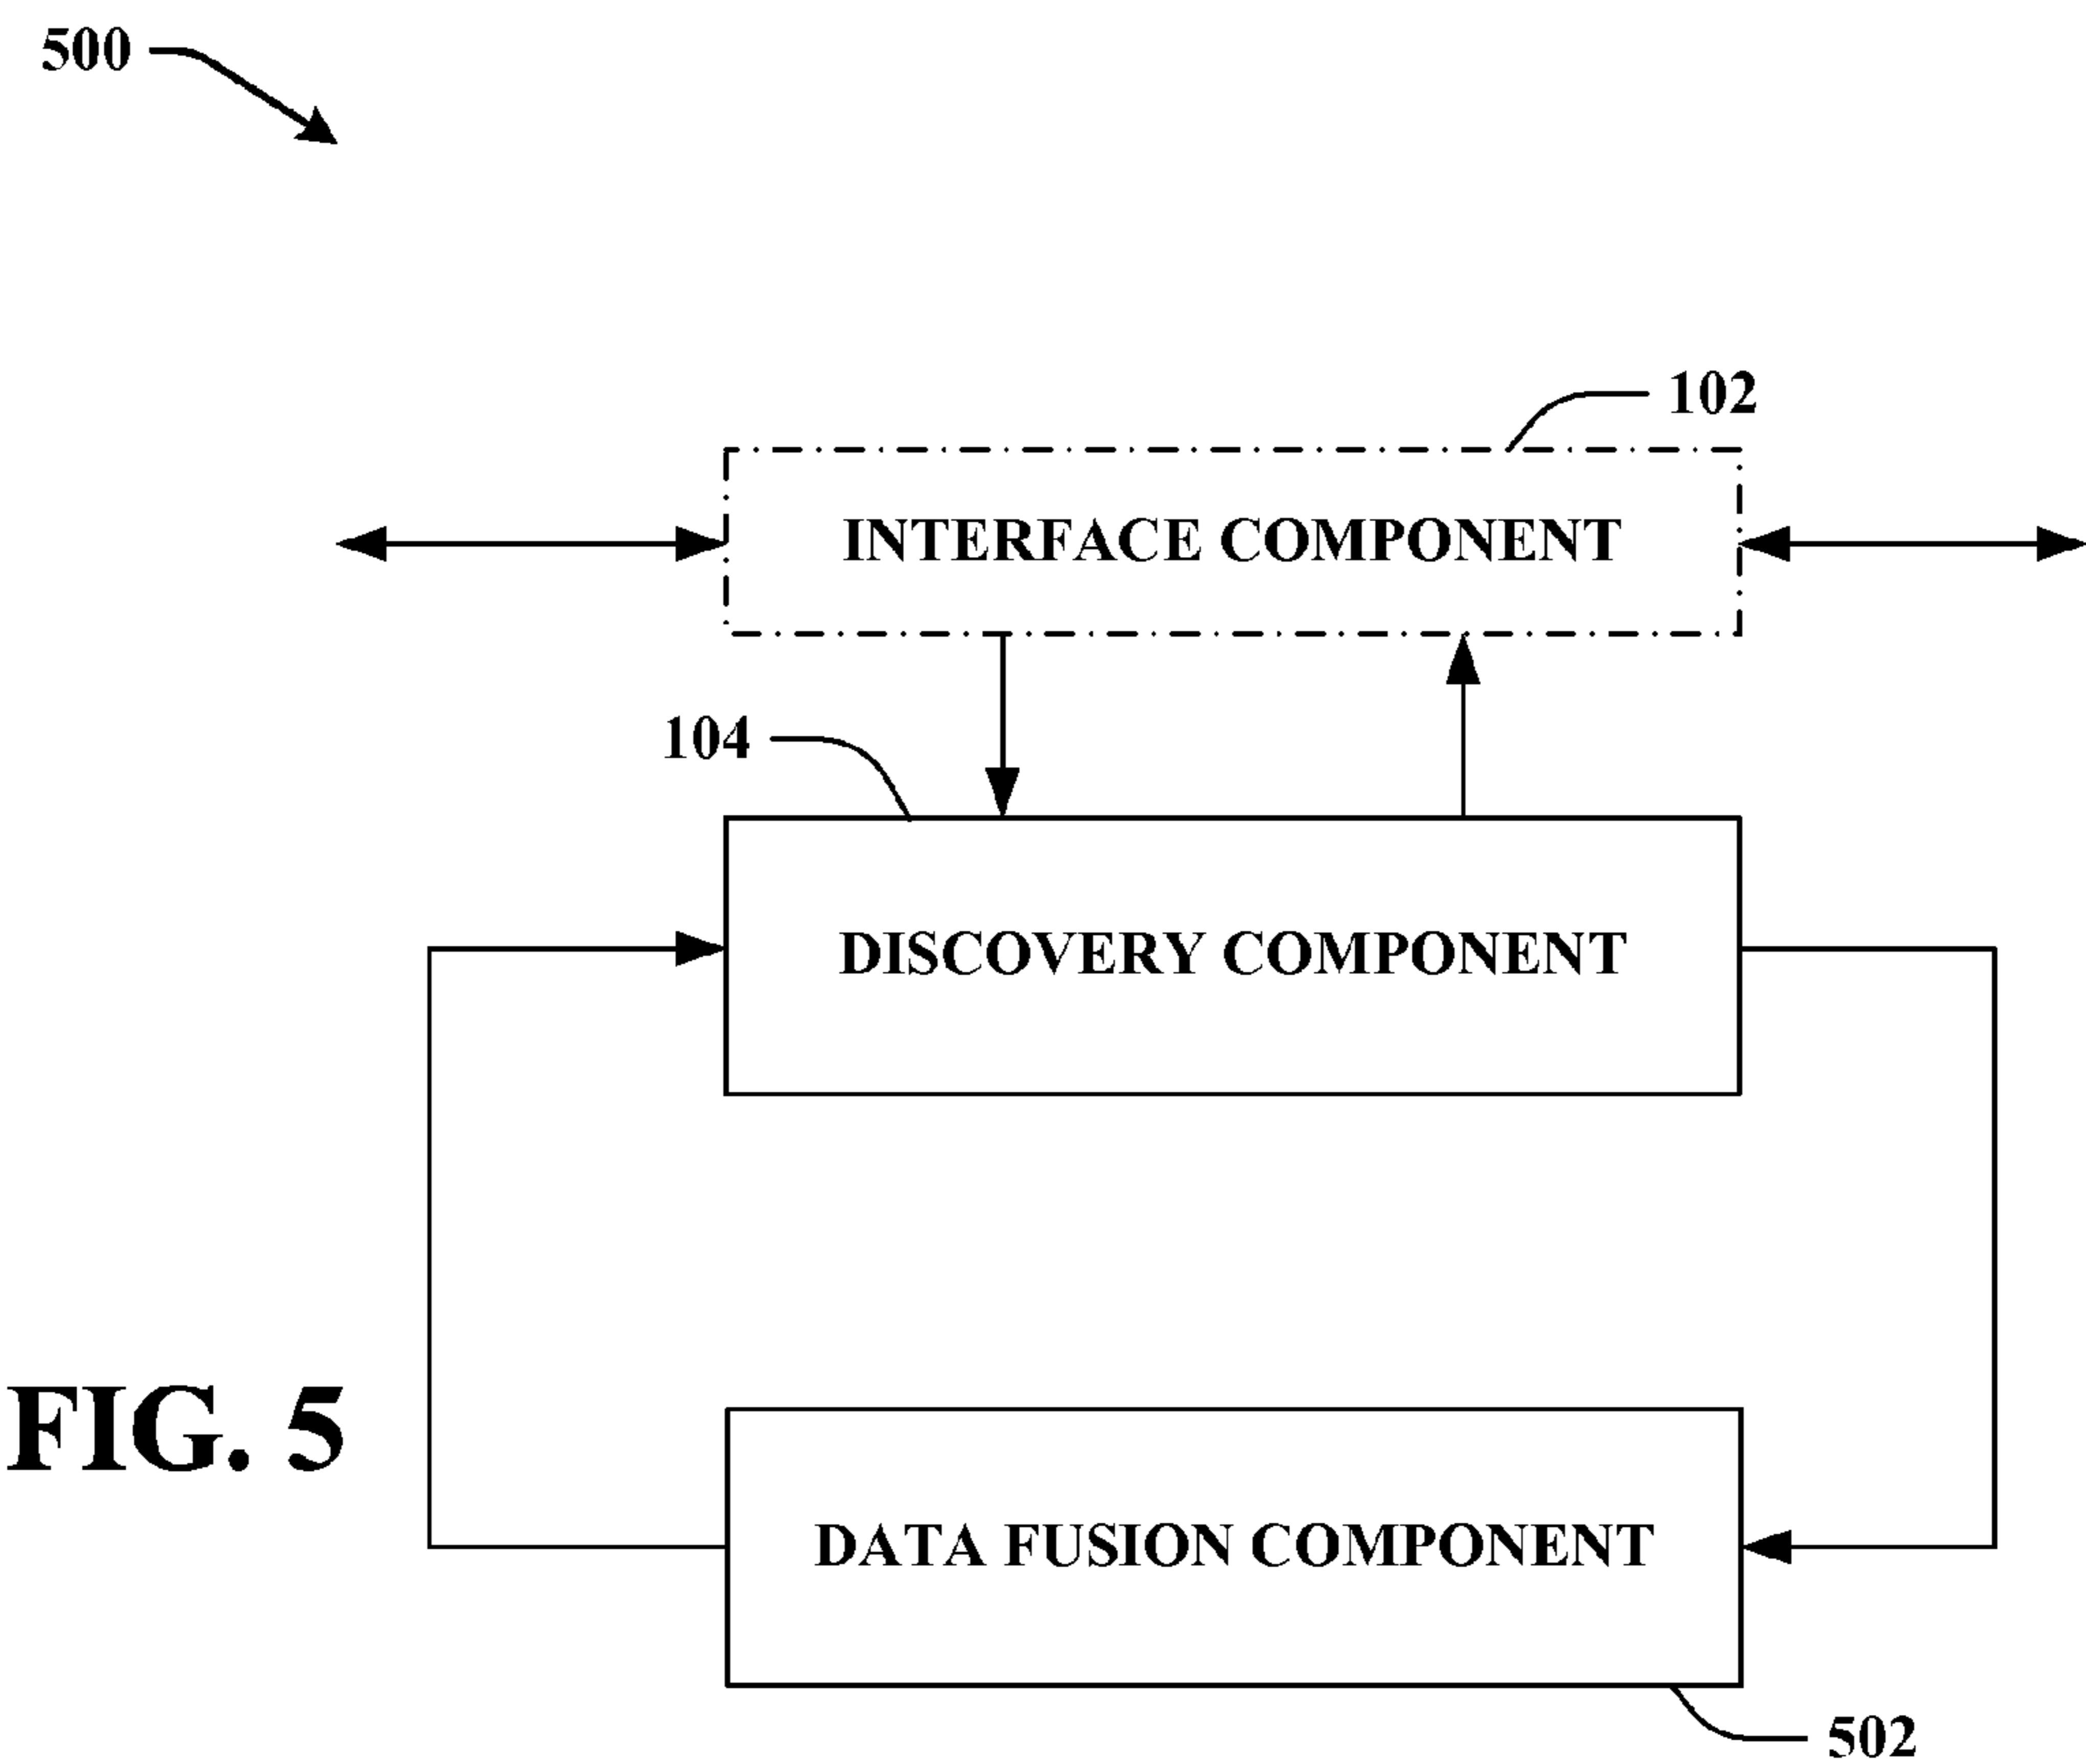 500
102
INTERFACE COMPONENT
104
DISCOVERY COMPONENT
FIG. 5
DATA FUSION COMPONENT
502